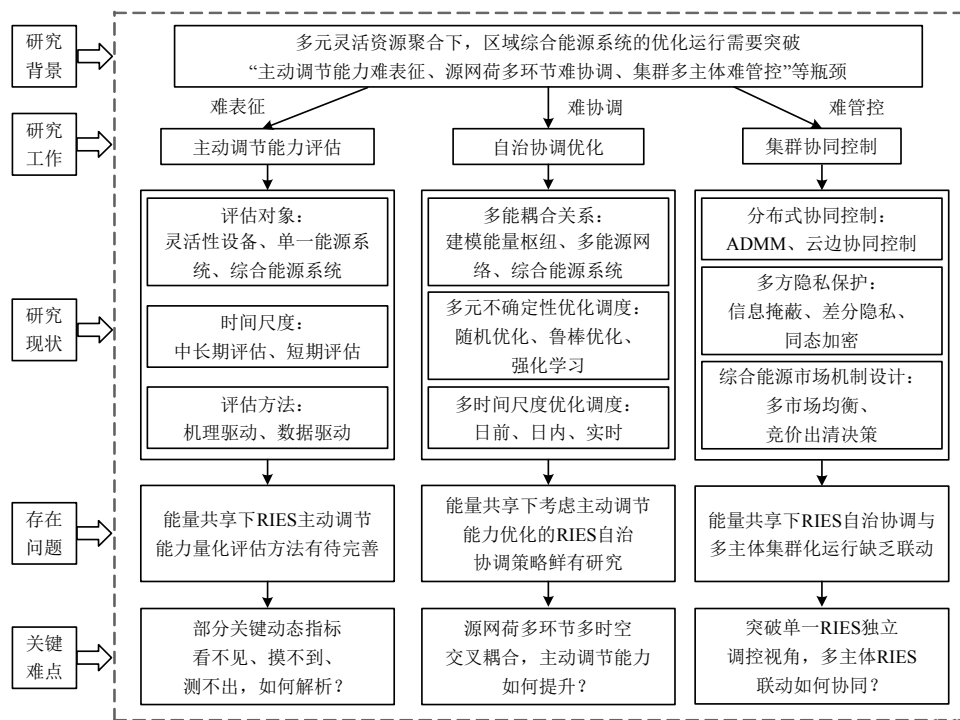 研究
背景
多元灵活资源聚合下，区域综合能源系统的优化运行需要突破
“主动调节能力难表征、源网荷多环节难协调、集群多主体难管控”等瓶颈
难表征
难协调
难管控
研究
工作
主动调节能力评估
自治协调优化
集群协同控制
研究
现状
评估对象：
灵活性设备、单一能源系
统、综合能源系统
时间尺度：
中长期评估、短期评估
评估方法：
机理驱动、数据驱动
多能耦合关系：
建模能量枢纽、多能源网
络、综合能源系统
多元不确定性优化调度：
随机优化、鲁棒优化、
强化学习
多时间尺度优化调度：
日前、日内、实时
分布式协同控制：
ADMM、云边协同控制
多方隐私保护：
信息掩蔽、差分隐私、
同态加密
综合能源市场机制设计：
多市场均衡、
竞价出清决策
存在
问题
能量共享下RIES主动调节
能力量化评估方法有待完善
能量共享下考虑主动调节
能力优化的RIES自治
协调策略鲜有研究
能量共享下RIES自治协调与
多主体集群化运行缺乏联动
关键
难点
部分关键动态指标
看不见、摸不到、
测不出，如何解析？
源网荷多环节多时空
交叉耦合，主动调节能力
如何提升？
突破单一RIES独立
调控视角，多主体RIES
联动如何协同？